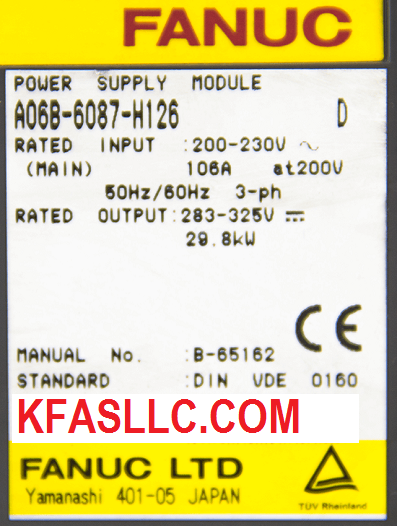 FANUC
POWER SUPPLY MODULE
A06B-6087-H126 D
RATED INPUT :200-230V ~
(MAIN) 106A at200V
50Hz/60Hz 3-ph
RATED OUTPUT:283-325V ⎓
29.8kW
CE
MANUAL No. :B-65162
STANDARD :DIN VDE 0160
KFASLLC.COM
FANUC LTD
Yamanashi 401-05 JAPAN
TÜV Rheinland